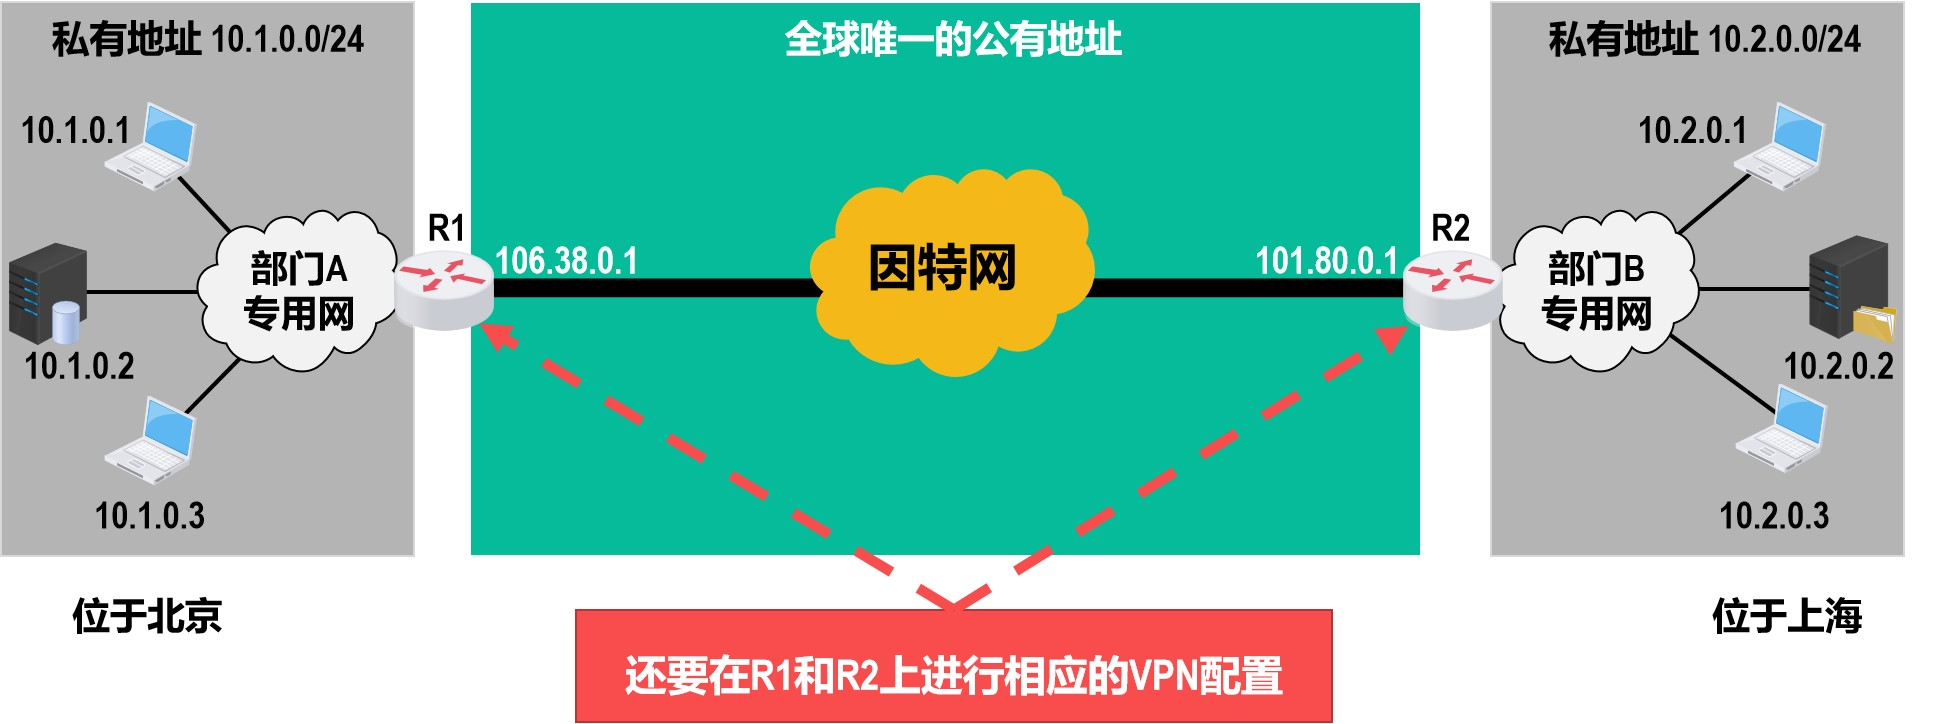 私有地址 10.1.0.0/24
10.1.0.1
10.1.0.2
10.1.0.3
部门A
专用网
R1
位于北京
全球唯一的公有地址
106.38.0.1
因特网
101.80.0.1
还要在R1和R2上进行相应的VPN配置
私有地址 10.2.0.0/24
R2
部门B
专用网
10.2.0.1
10.2.0.2
10.2.0.3
位于上海